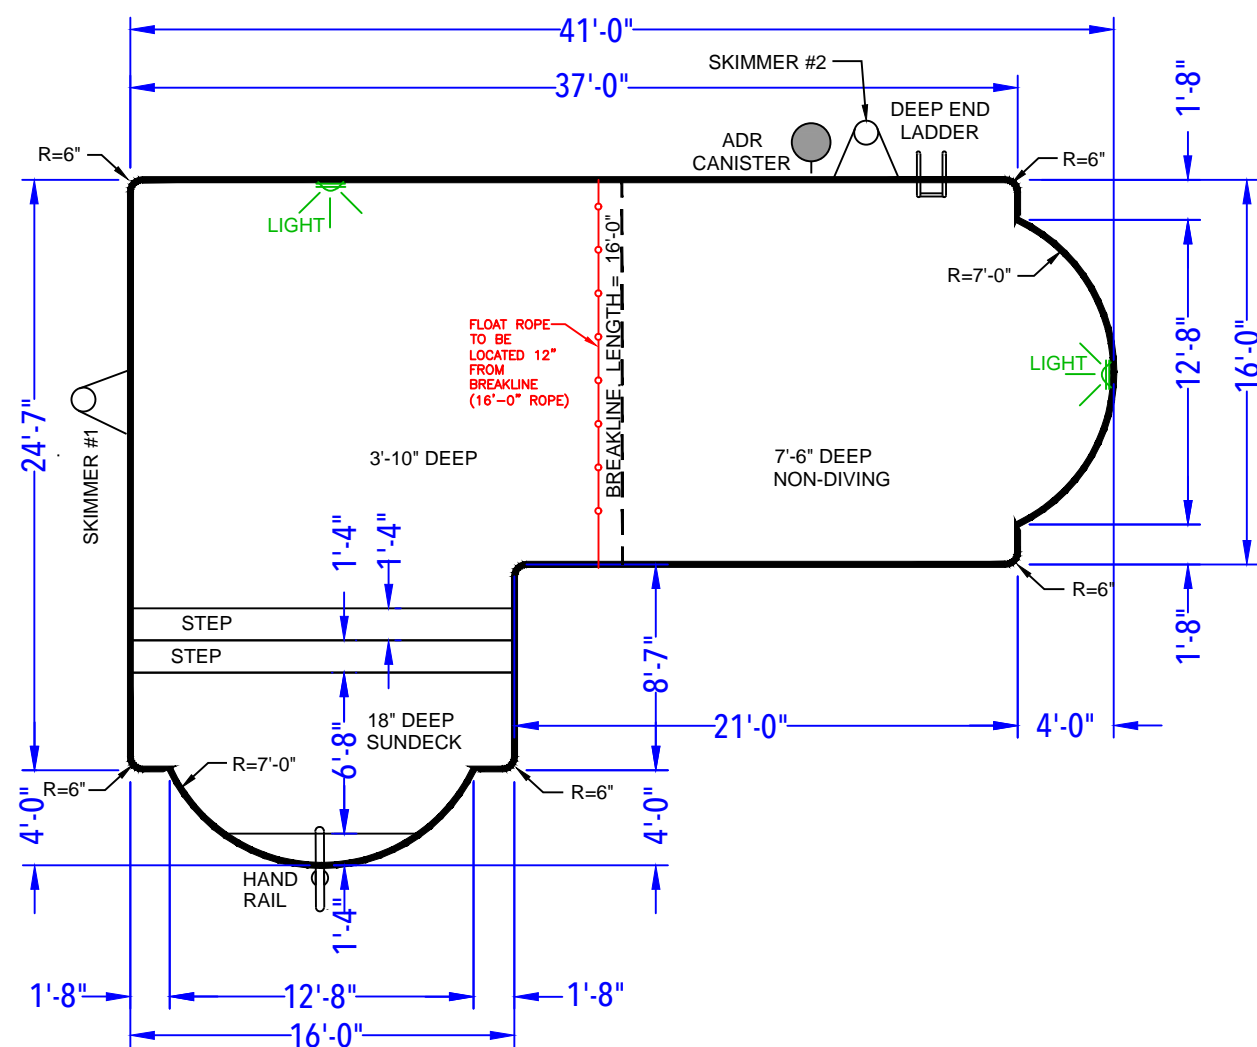 41'-0"
37'-0"
SKIMMER #2
DEEP END
LADDER
ADR
CANISTER
1'-8"
R=6"
R=6"
LIGHT
R=7'-0"
BREAKLINE LENGTH = 16'-0"
FLOAT ROPE
TO BE
LOCATED 12"
FROM
BREAKLINE
(16'-0" ROPE)
LIGHT
12'-8"
16'-0"
24'-7"
SKIMMER #1
3'-10" DEEP
7'-6" DEEP
NON-DIVING
1'-4"
1'-4"
R=6"
STEP
STEP
1'-8"
8'-7"
18" DEEP
SUNDECK
6'-8"
21'-0"
4'-0"
R=7'-0"
R=6"
R=6"
4'-0"
4'-0"
HAND
RAIL
1'-4"
1'-8"
12'-8"
1'-8"
16'-0"